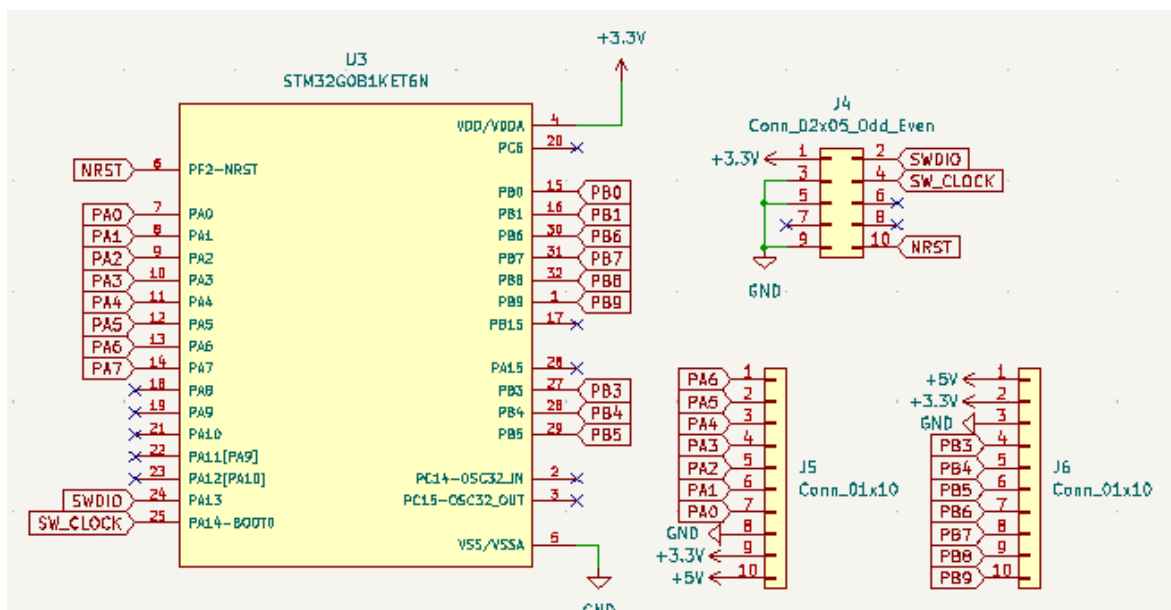 +3.3V
U3
STM32G0B1KET6N
4 VDD/VDDA
20 PC6
NRST 6 PF2-NRST
15 PB0 PB0
PA0 7 PA0
16 PB1 PB1
PA1 8 PA1
30 PB6 PB6
PA2 9 PA2
31 PB7 PB7
PA3 10 PA3
32 PB8 PB8
PA4 11 PA4
1 PB9 PB9
PA5 12 PA5
17 PB15
PA6 13 PA6
PA7 14 PA7
26 PA15
18 PA8
27 PB3 PB3
19 PA9
28 PB4 PB4
21 PA10
29 PB5 PB5
22 PA11[PA9]
23 PA12[PA10]
2 PC14-OSC32_IN
SWDIO 24 PA13
3 PC15-OSC32_OUT
SW_CLOCK 25 PA14-BOOT0
5 VSS/VSSA
GND
J4
Conn_02x05_Odd_Even
+3.3V 1 2 SWDIO
3 4 SW_CLOCK
5 6
7 8
9 10 NRST
GND
PA6 1
PA5 2
PA4 3
PA3 4
PA2 5
PA1 6
PA0 7
GND 8
+3.3V 9
+5V 10
J5
Conn_01x10
+5V 1
+3.3V 2
GND 3
PB3 4
PB4 5
PB5 6
PB6 7
PB7 8
PB8 9
PB9 10
J6
Conn_01x10